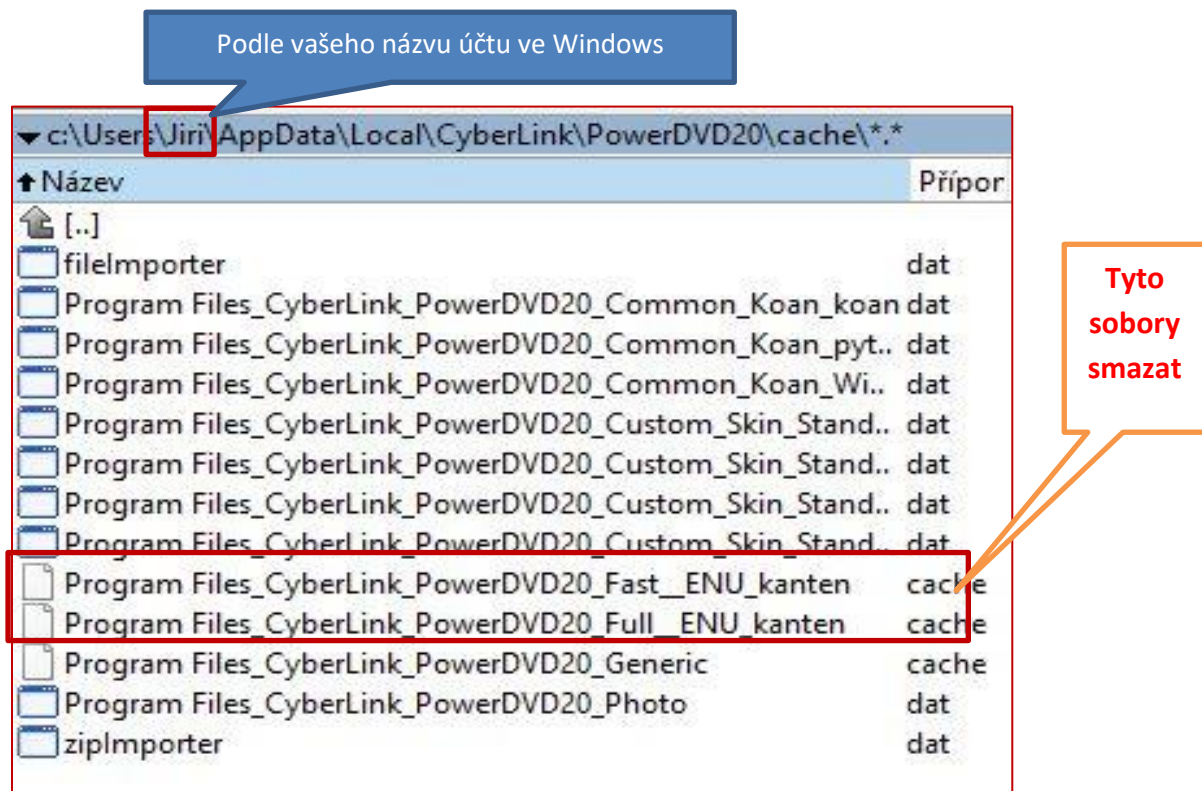 Podle vašeho názvu účtu ve Windows
c:\Users\Jiri\AppData\Local\CyberLink\PowerDVD20\cache\*.*
Název Přípor
[..]
fileImporter dat
Program Files_CyberLink_PowerDVD20_Common_Koan_koan dat
Program Files_CyberLink_PowerDVD20_Common_Koan_pyt.. dat
Program Files_CyberLink_PowerDVD20_Common_Koan_Wi.. dat
Program Files_CyberLink_PowerDVD20_Custom_Skin_Stand.. dat
Program Files_CyberLink_PowerDVD20_Custom_Skin_Stand.. dat
Program Files_CyberLink_PowerDVD20_Custom_Skin_Stand.. dat
Program Files_CyberLink_PowerDVD20_Custom_Skin_Stand.. dat
Program Files_CyberLink_PowerDVD20_Fast__ENU_kanten cache
Program Files_CyberLink_PowerDVD20_Full__ENU_kanten cache
Program Files_CyberLink_PowerDVD20_Generic cache
Program Files_CyberLink_PowerDVD20_Photo dat
zipImporter dat
Tyto
sobory
smazat